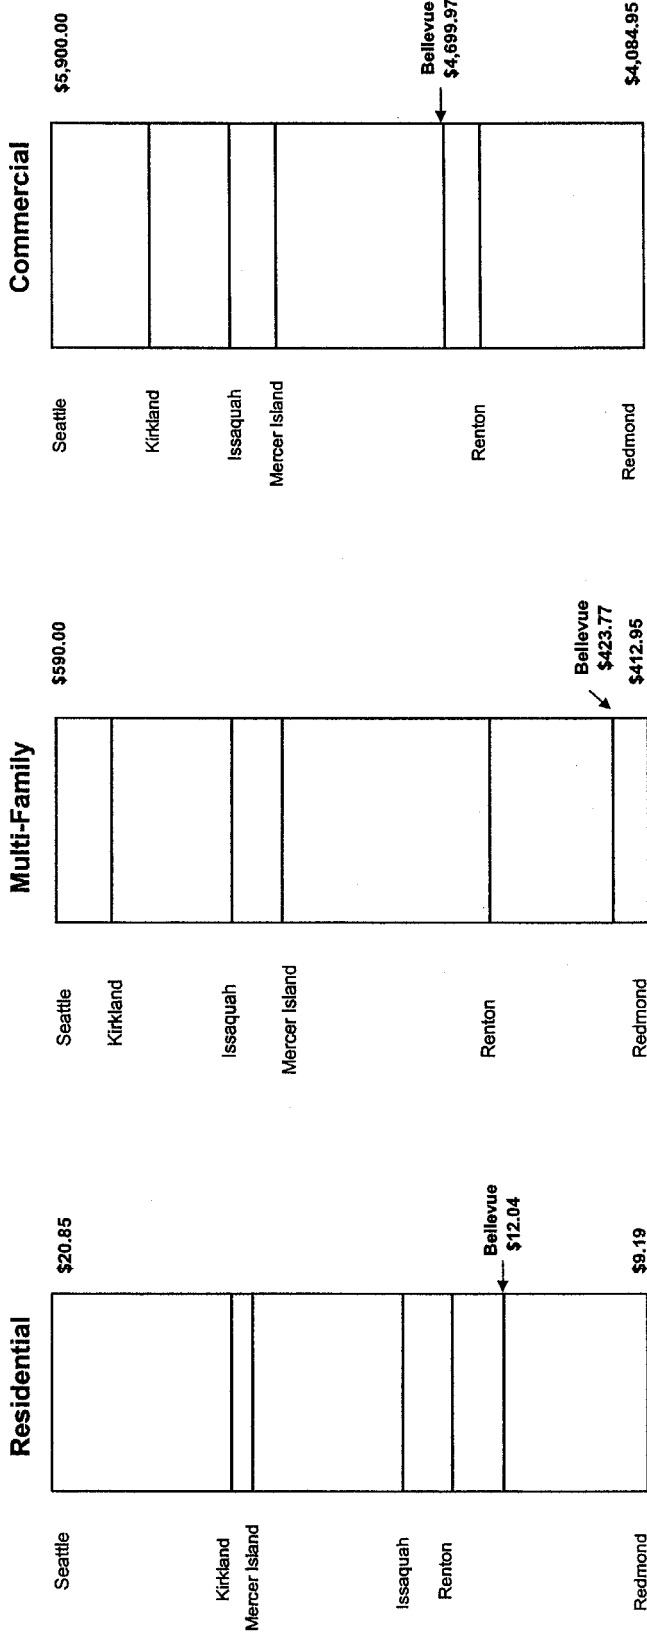 Residential
Seattle
$20.85
Kirkland
Mercer Island
Issaquah
Renton
Bellevue
$12.04
Redmond
$9.19
Multi-Family
Seattle
$590.00
Kirkland
Issaquah
Mercer Island
Renton
Bellevue
$423.77
Redmond
$412.95
Commercial
Seattle
$5,900.00
Kirkland
Issaquah
Mercer Island
Bellevue
$4,699.97
Renton
Redmond
$4,084.95